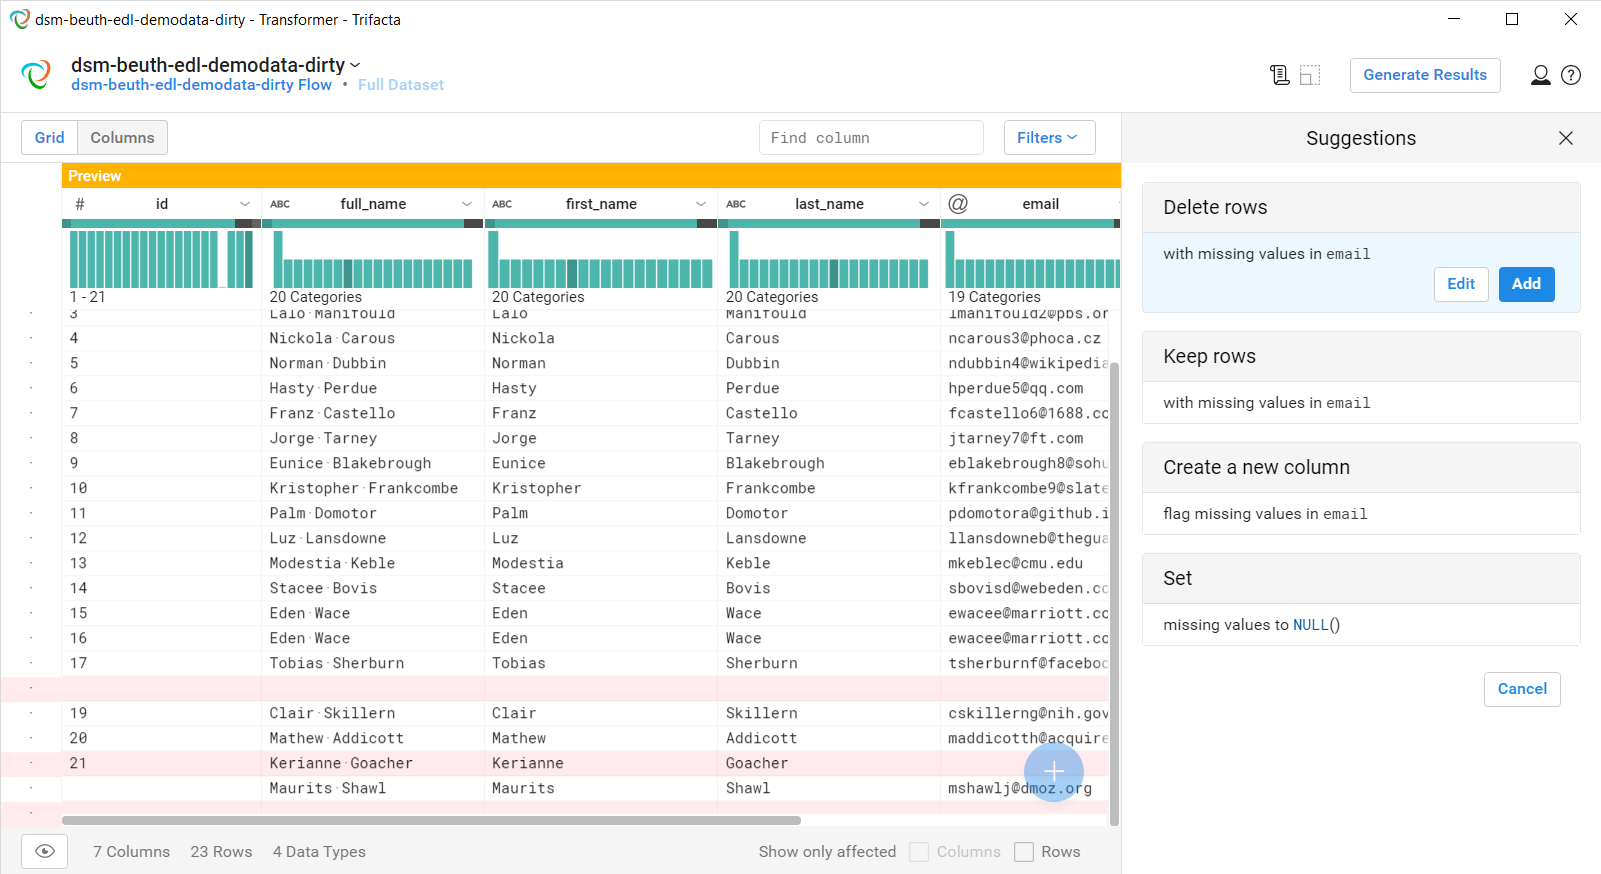 dsm-beuth-edl-demodata-dirty - Transformer - Trifacta
dsm-beuth-edl-demodata-dirty
dsm-beuth-edl-demodata-dirty Flow • Full Dataset
Generate Results
Grid Columns
Find column
Filters
Suggestions
Preview
# id ABC full_name ABC first_name ABC last_name @ email
1 - 21 20 Categories 20 Categories 20 Categories 19 Categories
3 Lalo·Manifould Lalo Manifould lmanifould2@pbs.or
4 Nickola·Carous Nickola Carous ncarous3@phoca.cz
5 Norman·Dubbin Norman Dubbin ndubbin4@wikipedia
6 Hasty·Perdue Hasty Perdue hperdue5@qq.com
7 Franz·Castello Franz Castello fcastello6@1688.co
8 Jorge·Tarney Jorge Tarney jtarney7@ft.com
9 Eunice·Blakebrough Eunice Blakebrough eblakebrough8@sohu
10 Kristopher·Frankcombe Kristopher Frankcombe kfrankcombe9@slate
11 Palm·Domotor Palm Domotor pdomotora@github.i
12 Luz·Lansdowne Luz Lansdowne llansdowneb@thegua
13 Modestia·Keble Modestia Keble mkeblec@cmu.edu
14 Stacee·Bovis Stacee Bovis sbovisd@webeden.co
15 Eden·Wace Eden Wace ewacee@marriott.co
16 Eden·Wace Eden Wace ewacee@marriott.co
17 Tobias·Sherburn Tobias Sherburn tsherburnf@faceboo
19 Clair·Skillern Clair Skillern cskillerng@nih.gov
20 Mathew·Addicott Mathew Addicott maddicotth@acquire
21 Kerianne·Goacher Kerianne Goacher
Maurits·Shawl Maurits Shawl mshawlj@dmoz.org
7 Columns 23 Rows 4 Data Types
Show only affected Columns Rows
Delete rows
with missing values in email
Edit Add
Keep rows
with missing values in email
Create a new column
flag missing values in email
Set
missing values to NULL()
Cancel